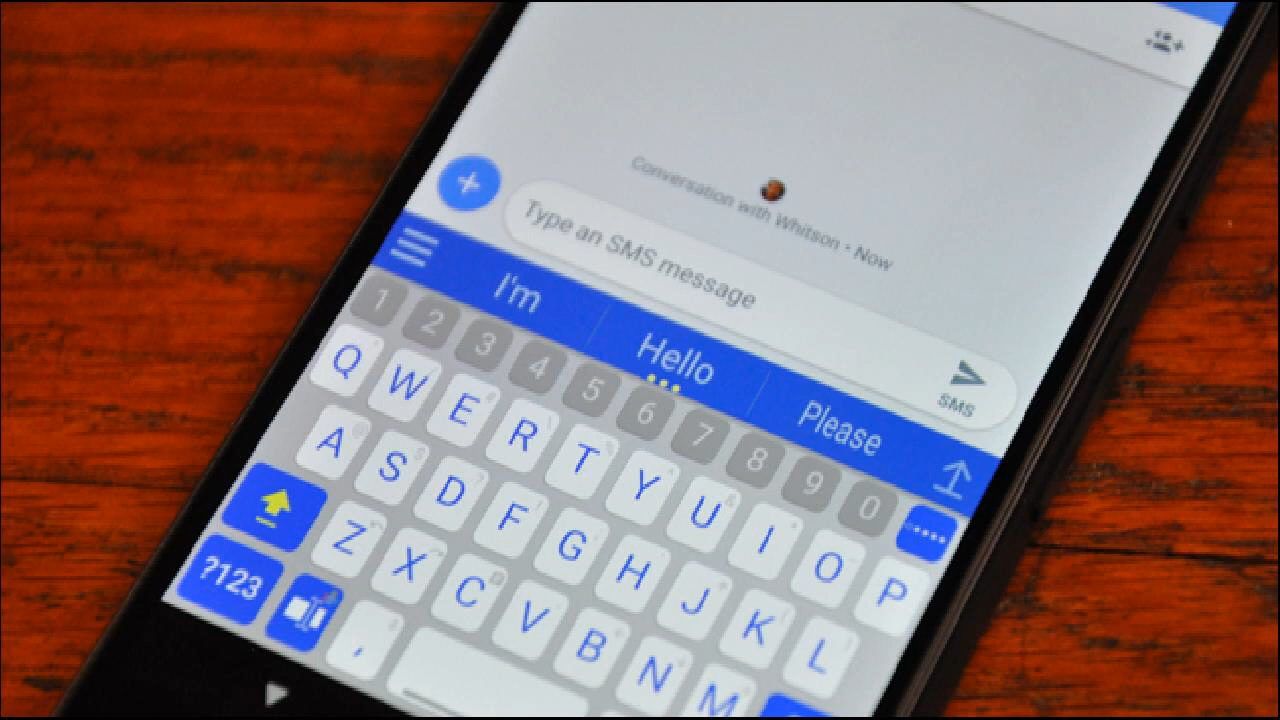 Conversation with Whitson • Now
Type an SMS message
SMS
I'm Hello Please
1 2 3 4 5 6 7 8 9 0
Q W E R T Y U I O P
A S D F G H J K L
Z X C V B N M
?123 ,